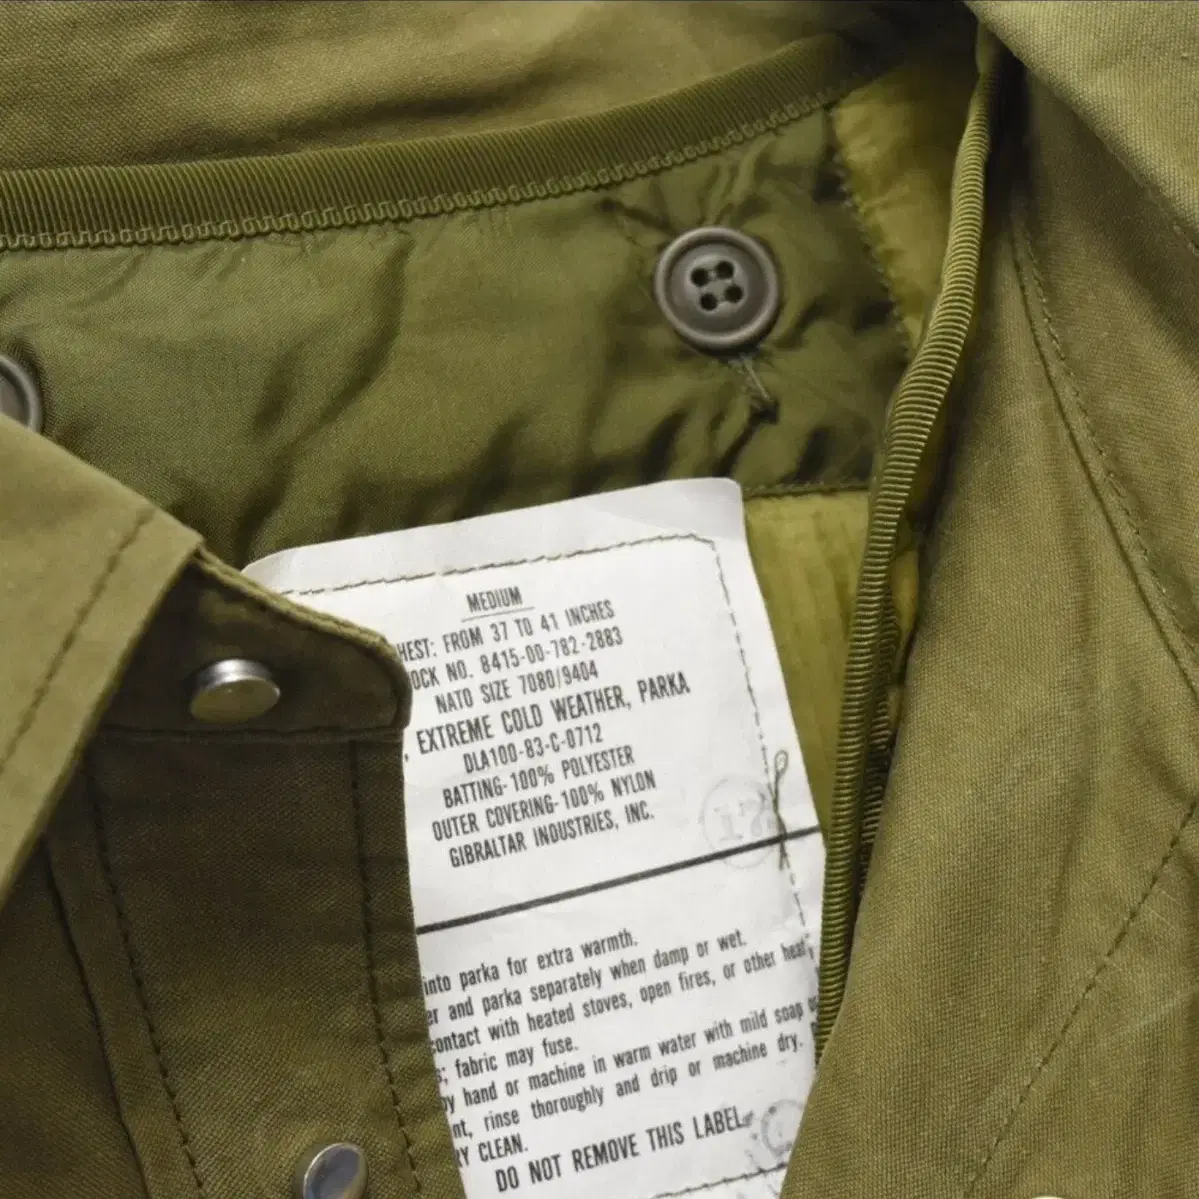 MEDIUM
HEST: FROM 37 TO 41 INCHES
OCK NO. 8415-00-782-2883
NATO SIZE 7080/9404
, EXTREME COLD WEATHER, PARKA
DLA100-83-C-0712
BATTING-100% POLYESTER
OUTER COVERING-100% NYLON
GIBRALTAR INDUSTRIES, INC.
into parka for extra warmth.
er and parka separately when damp or wet.
contact with heated stoves, open fires, or other heat
; fabric may fuse.
by hand or machine in warm water with mild soap
nt, rinse thoroughly and drip or machine dry.
RY CLEAN.
DO NOT REMOVE THIS LABEL.